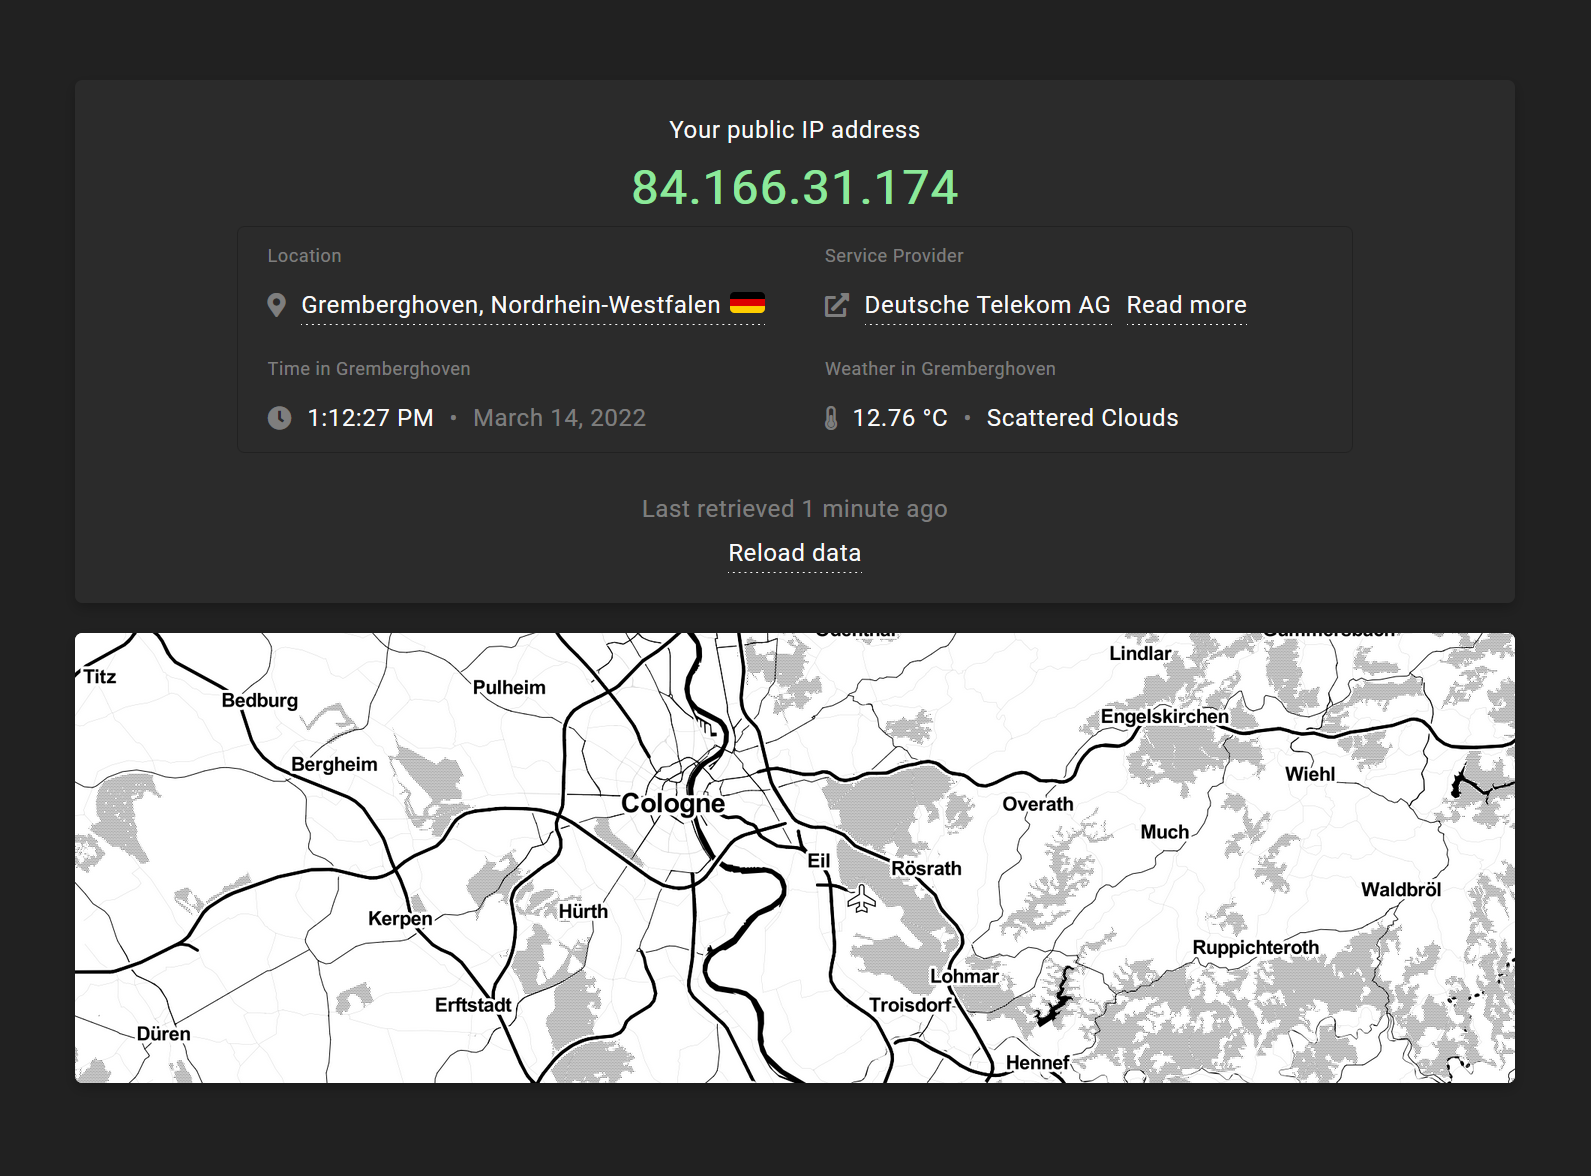 Your public IP address
84.166.31.174
Location
Gremberghoven, Nordrhein-Westfalen
Service Provider
Deutsche Telekom AG Read more
Time in Gremberghoven
1:12:27 PM • March 14, 2022
Weather in Gremberghoven
12.76 °C • Scattered Clouds
Last retrieved 1 minute ago
Reload data
Odenthal
Gummersbach
Lindlar
Titz
Pulheim
Bedburg
Engelskirchen
Bergheim
Wiehl
Cologne
Overath
Much
Eil
Rösrath
Waldbröl
Hürth
Kerpen
Ruppichteroth
Lohmar
Erftstadt
Troisdorf
Düren
Hennef